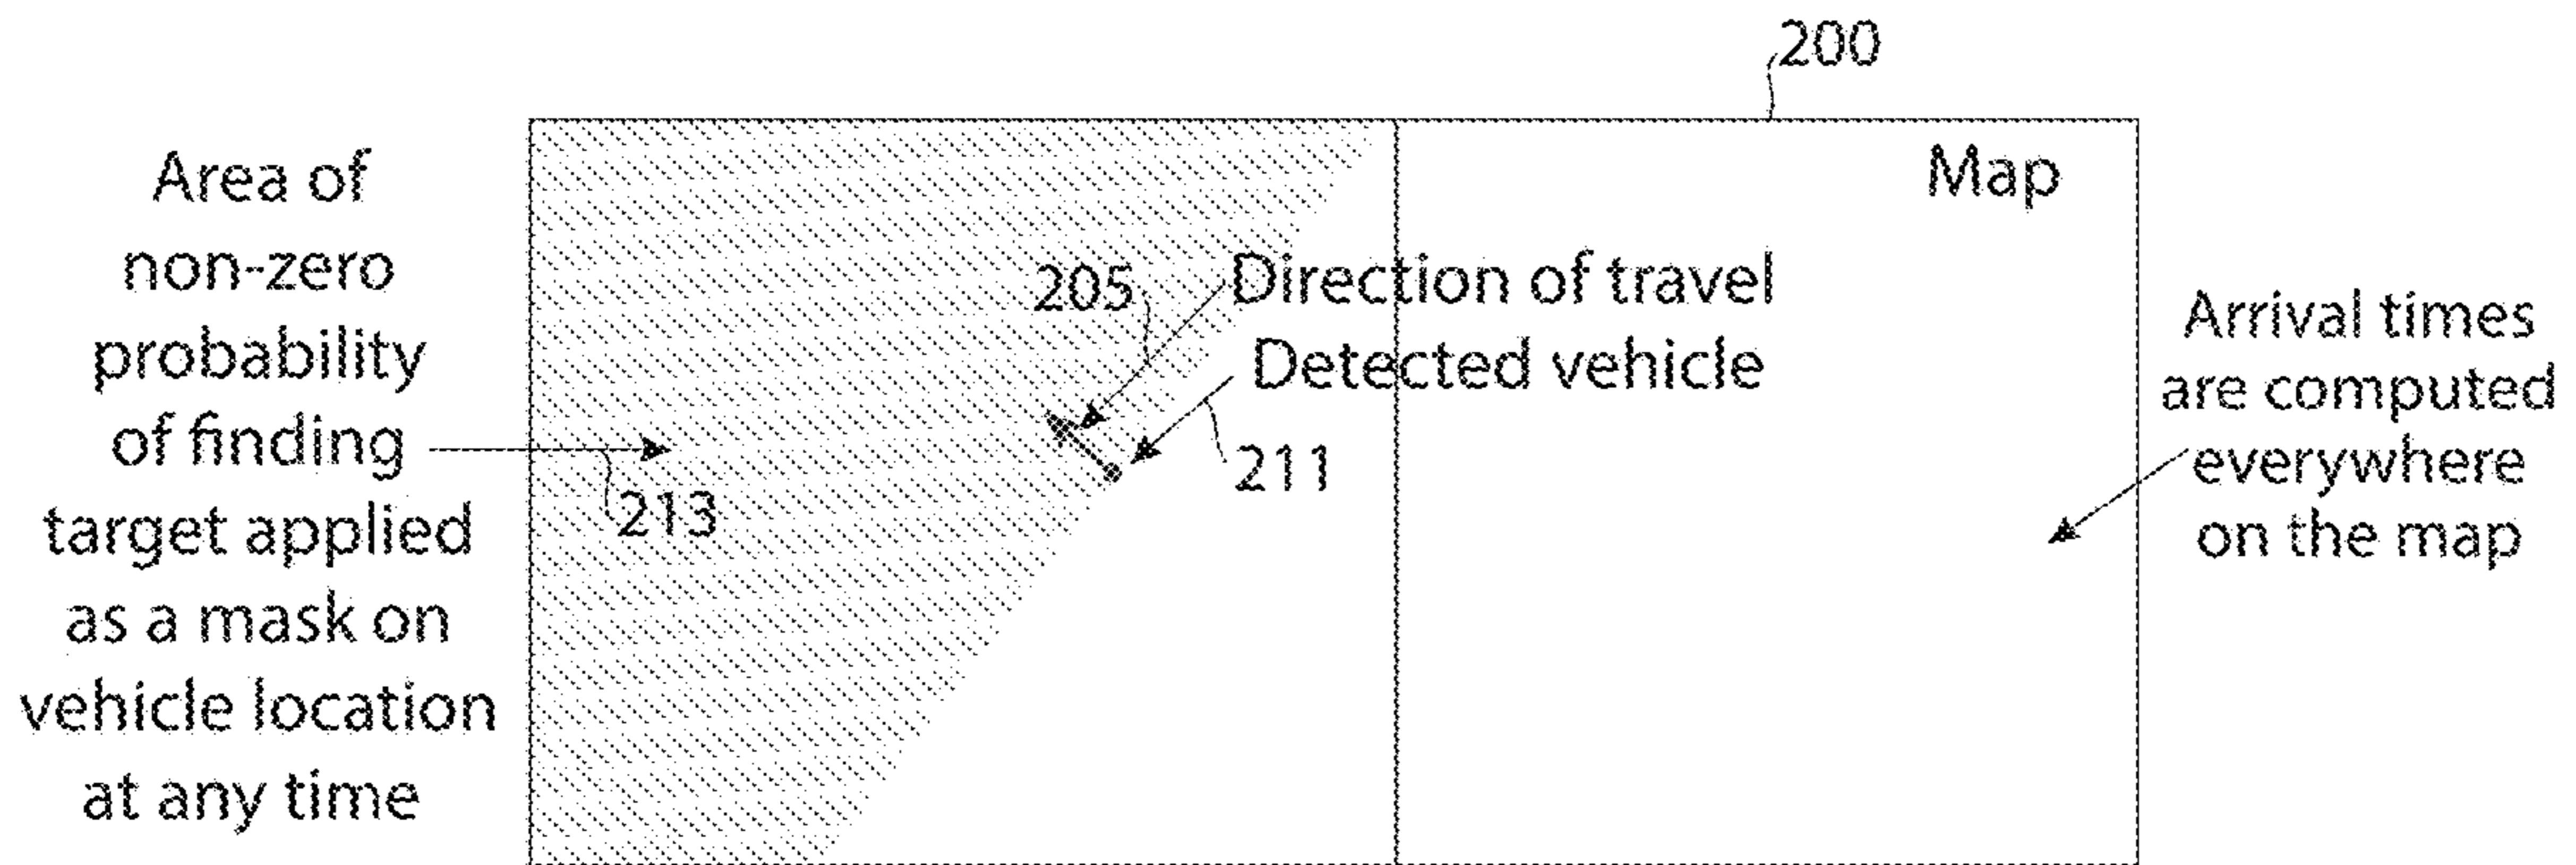 200
Map
Area of
non-zero
probability
of finding
target applied
as a mask on
vehicle location
at any time
213
205
Direction of travel
Detected vehicle
211
Arrival times
are computed
everywhere
on the map